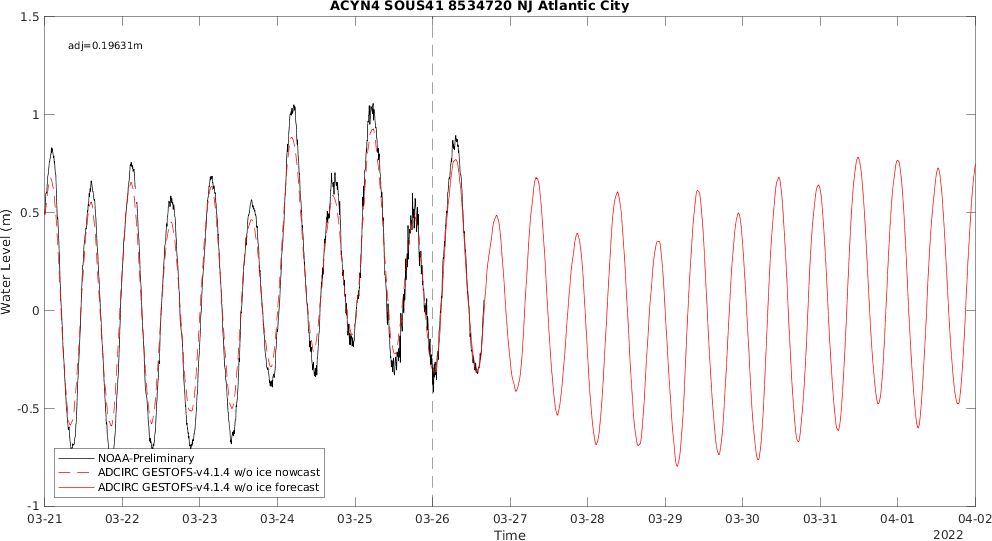 ACYN4 SOUS41 8534720 NJ Atlantic City
adj=0.19631m
Water Level (m)
1.5
1
0.5
0
-0.5
-1
NOAA-Preliminary
ADCIRC GESTOFS-v4.1.4 w/o ice nowcast
ADCIRC GESTOFS-v4.1.4 w/o ice forecast
03-21 03-22 03-23 03-24 03-25 03-26 03-27 03-28 03-29 03-30 03-31 04-01 04-02
Time
2022